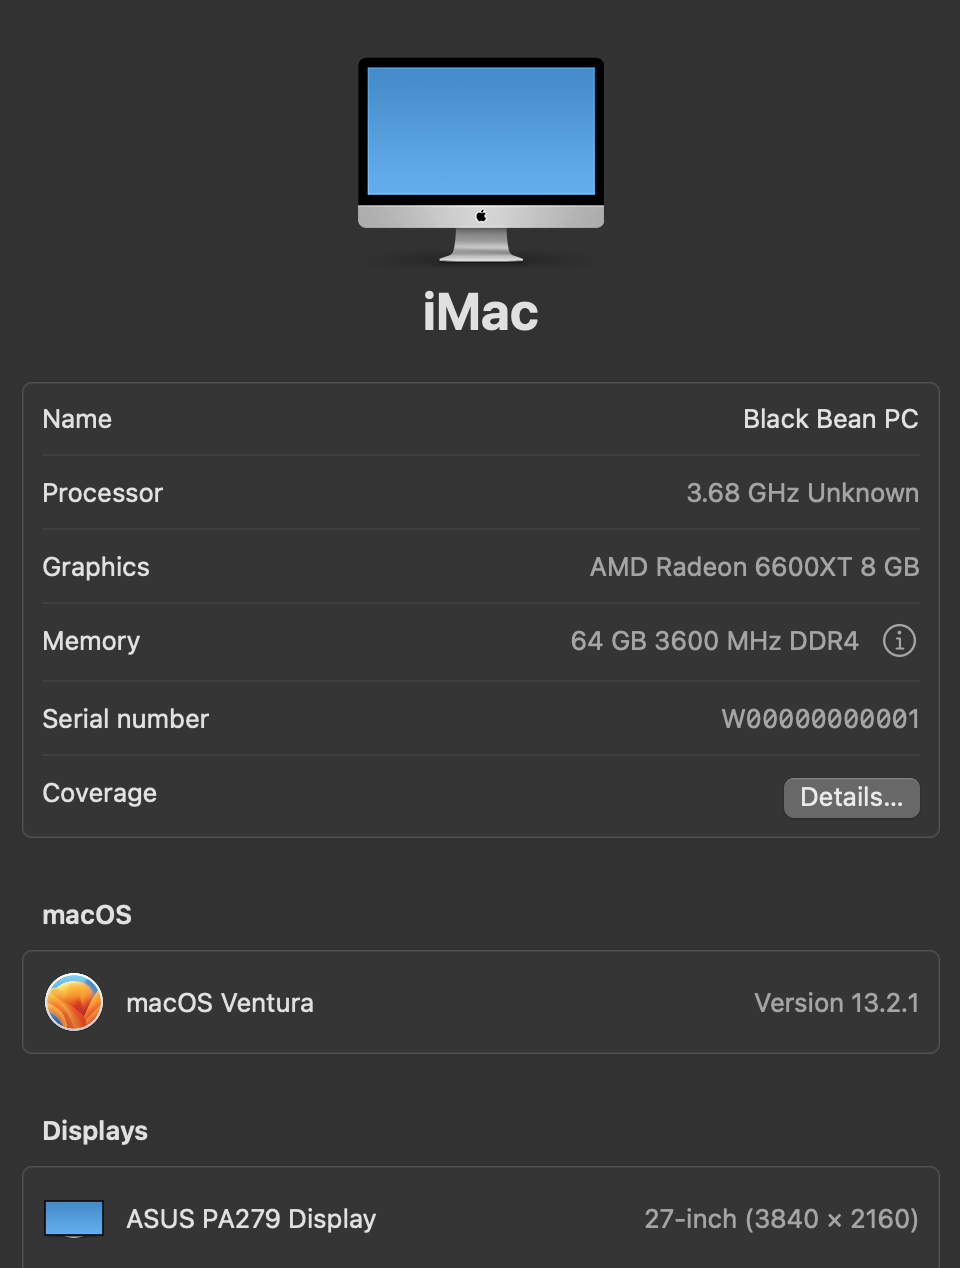 iMac
Name Black Bean PC
Processor 3.68 GHz Unknown
Graphics AMD Radeon 6600XT 8 GB
Memory 64 GB 3600 MHz DDR4
Serial number W00000000001
Coverage Details...
macOS
macOS Ventura Version 13.2.1
Displays
ASUS PA279 Display 27-inch (3840 × 2160)